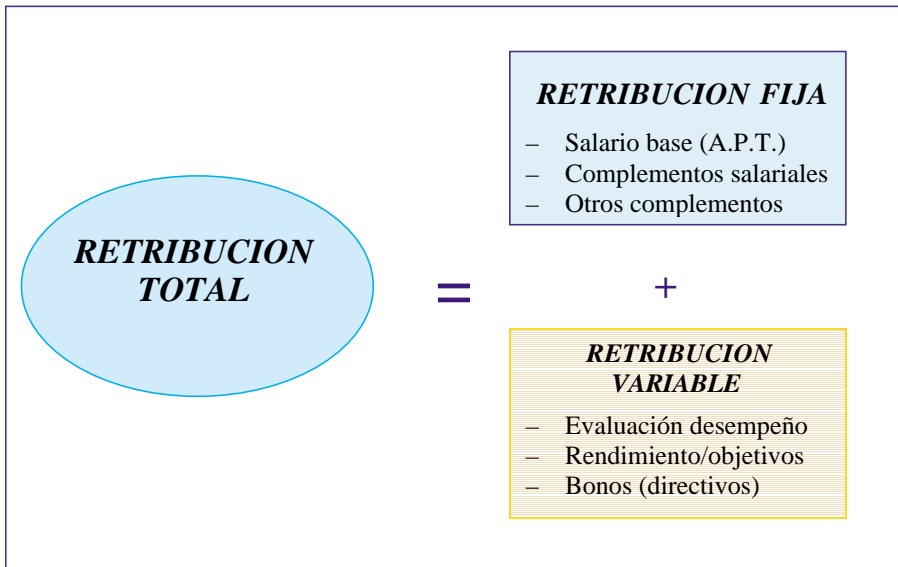 RETRIBUCION
TOTAL
=
RETRIBUCION FIJA
– Salario base (A.P.T.)
– Complementos salariales
– Otros complementos
+
RETRIBUCION
VARIABLE
– Evaluación desempeño
– Rendimiento/objetivos
– Bonos (directivos)